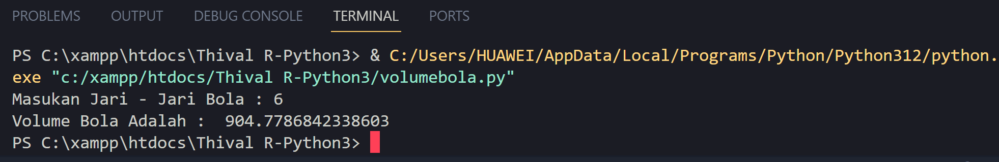 PROBLEMS OUTPUT DEBUG CONSOLE TERMINAL PORTS
PS C:\xampp\htdocs\Thival R-Python3> & C:/Users/HUAWEI/AppData/Local/Programs/Python/Python312/python.
exe "c:/xampp/htdocs/Thival R-Python3/volumebola.py"
Masukan Jari - Jari Bola : 6
Volume Bola Adalah :  904.7786842338603
PS C:\xampp\htdocs\Thival R-Python3>